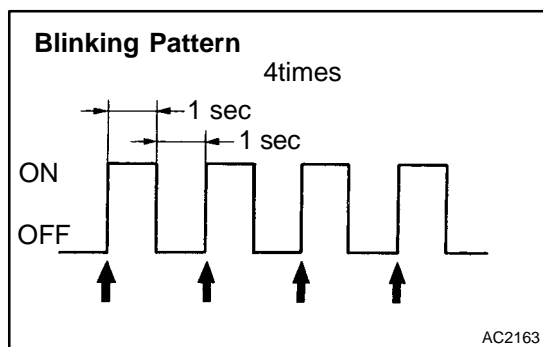 Blinking Pattern
4times
1 sec
1 sec
ON
OFF
AC2163